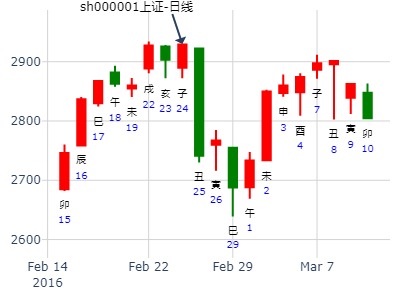 sh000001上证-日线
2900
2800
2700
2600
卯
15
辰
16
巳
17
午
18
未
19
戌
22
亥
23
子
24
丑
25
寅
26
巳
29
午
1
未
2
申
3
酉
4
子
7
丑
8
寅
9
卯
10
Feb 14
2016
Feb 22
Feb 29
Mar 7